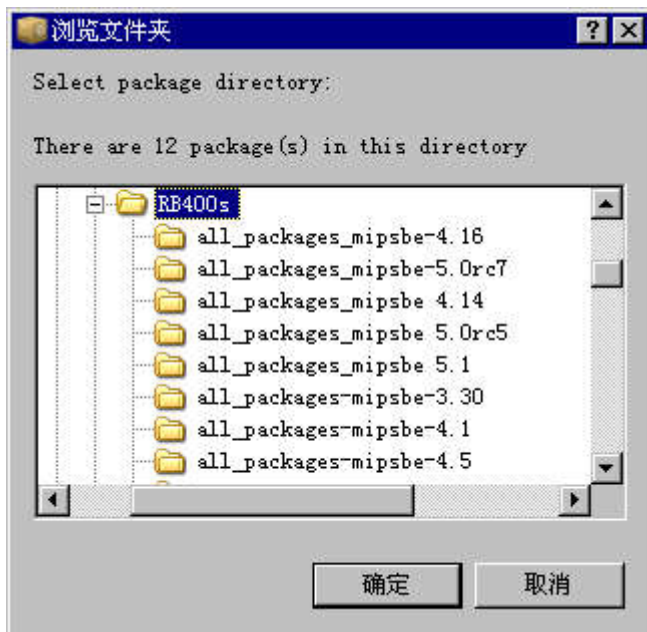 浏览文件夹
Select package directory:
There are 12 package(s) in this directory
RB400s
all_packages_mipsbe-4.16
all_packages_mipsbe-5.0rc7
all_packages_mipsbe 4.14
all_packages_mipsbe 5.0rc5
all_packages_mipsbe 5.1
all_packages-mipsbe-3.30
all_packages-mipsbe-4.1
all_packages-mipsbe-4.5
确定 取消